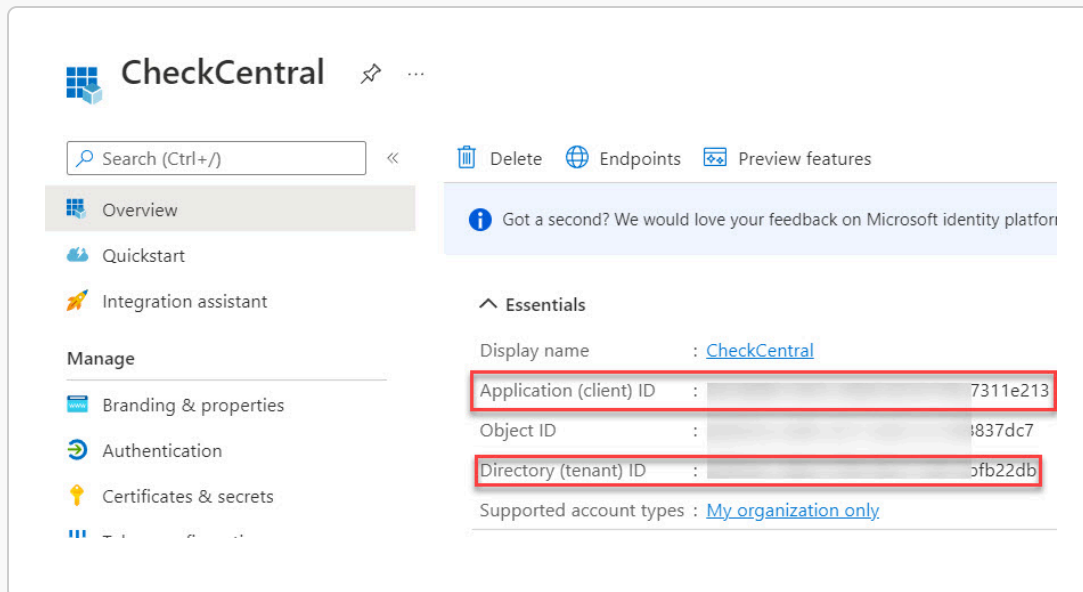 CheckCentral
Search (Ctrl+/)
Overview
Quickstart
Integration assistant
Manage
Branding & properties
Authentication
Certificates & secrets
Delete Endpoints Preview features
Got a second? We would love your feedback on Microsoft identity platfor
Essentials
Display name : CheckCentral
Application (client) ID : 7311e213
Object ID : 837dc7
Directory (tenant) ID : fb22db
Supported account types : My organization only